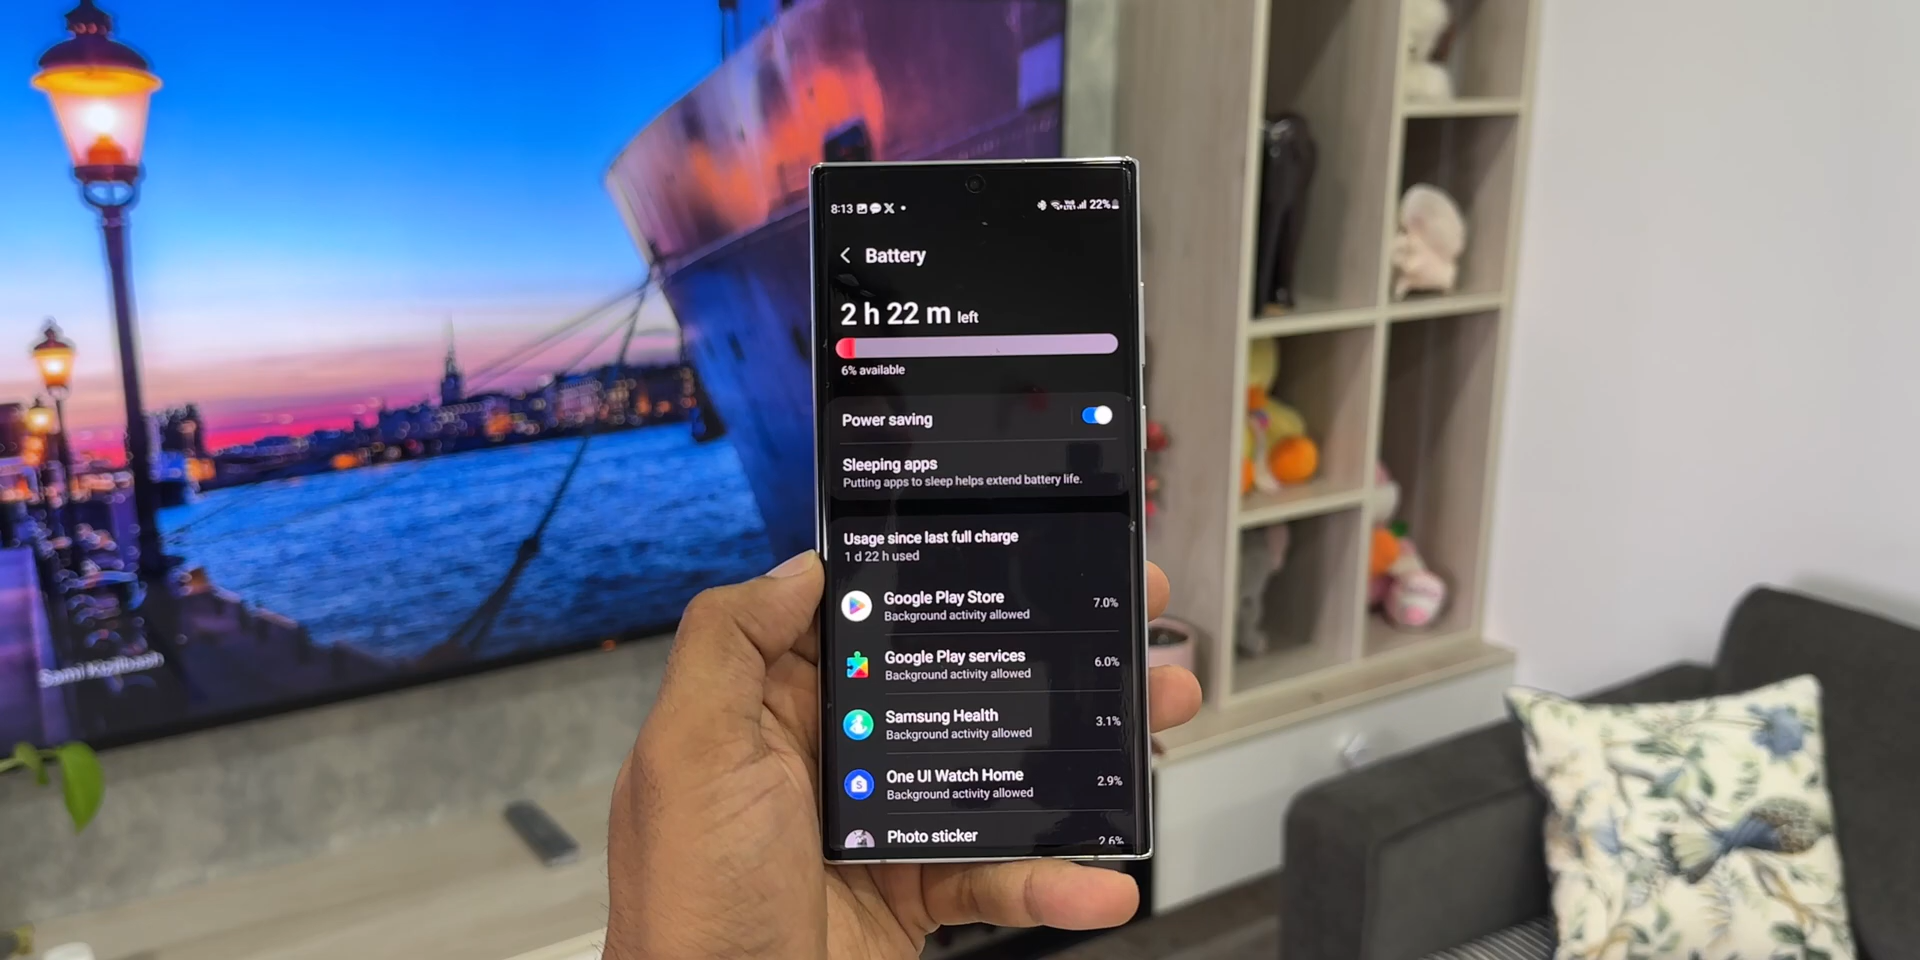 8:13
22%
Battery
2 h 22 m left
6% available
Power saving
Sleeping apps
Putting apps to sleep helps extend battery life.
Usage since last full charge
1 d 22 h used
Google Play Store
Background activity allowed
7.0%
Google Play services
Background activity allowed
6.0%
Samsung Health
Background activity allowed
3.1%
One UI Watch Home
Background activity allowed
2.9%
Photo sticker
2.6%